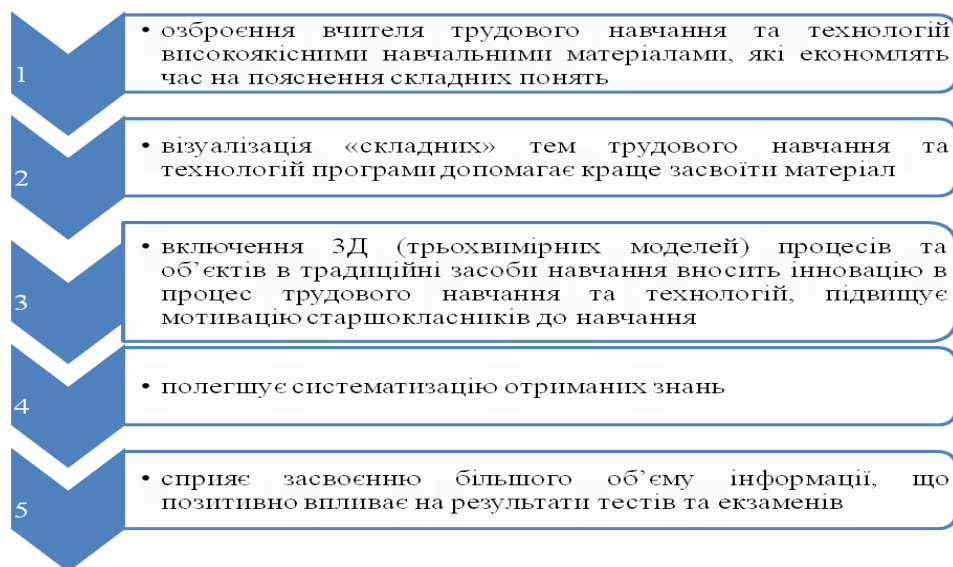 1
• озброєння вчителя трудового навчання та технологій
високоякісними навчальними матеріалами, які економлять
час на пояснення складних понять
2
• візуалізація «складних» тем трудового навчання та
технологій програми допомагає краще засвоїти матеріал
3
• включення 3Д (трьохвимірних моделей) процесів та
об’єктів в традиційні засоби навчання вносить інновацію в
процес трудового навчання та технологій, підвищує
мотивацію старшокласників до навчання
4
• полегшує систематизацію отриманих знань
5
• сприяє засвоєнню більшого об’єму інформації, що
позитивно впливає на результати тестів та екзаменів